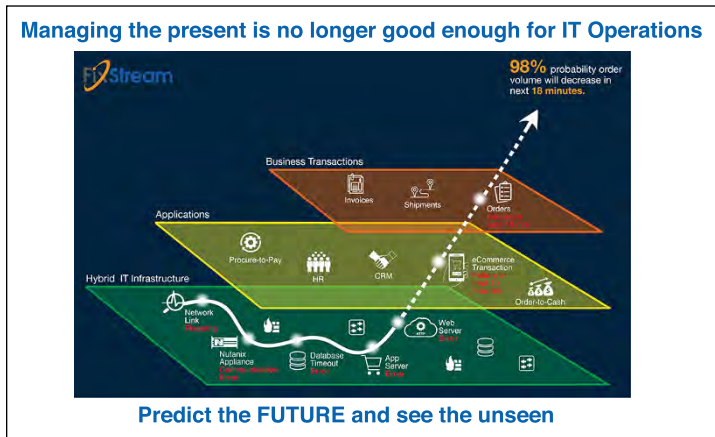 Managing the present is no longer good enough for IT Operations
FixStream
98% probability order
volume will decrease in
next 18 minutes.
Business Transactions
Invoices
Shipments
Orders
Applications
Procure-to-Pay
HR
CRM
eCommerce
Transaction
Order-to-Cash
Hybrid IT Infrastructure
Network
Link
Nutanix
Appliance
Error
Database
Timeout
Error
App
Server
Error
Web
Server
Error
Predict the FUTURE and see the unseen